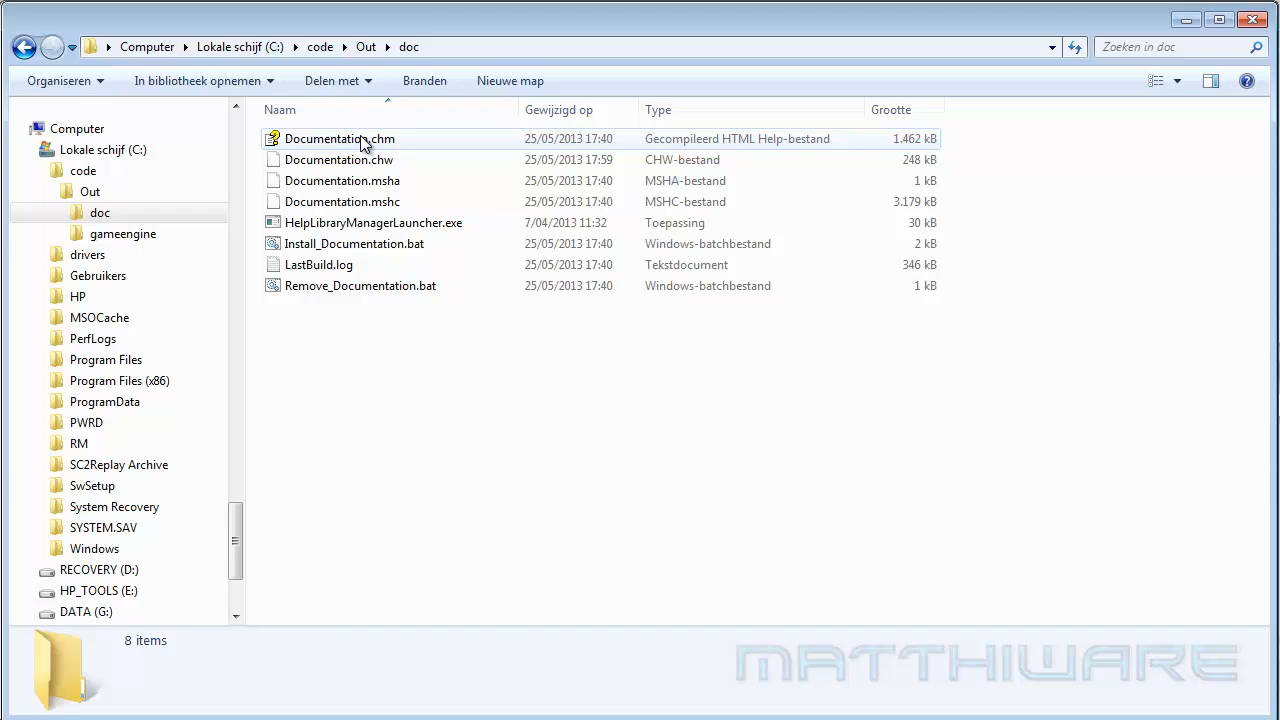 Computer Lokale schijf (C:) code Out doc Zoeken in doc
Organiseren In bibliotheek opnemen Delen met Branden Nieuwe map
Computer
Lokale schijf (C:)
code
Out
doc
gameengine
drivers
Gebruikers
HP
MSOCache
PerfLogs
Program Files
Program Files (x86)
ProgramData
PWRD
RM
SC2Replay Archive
SwSetup
System Recovery
SYSTEM.SAV
Windows
RECOVERY (D:)
HP_TOOLS (E:)
DATA (G:)
Naam Gewijzigd op Type Grootte
Documentation.chm 25/05/2013 17:40 Gecompileerd HTML Help-bestand 1.462 kB
Documentation.chw 25/05/2013 17:59 CHW-bestand 248 kB
Documentation.msha 25/05/2013 17:40 MSHA-bestand 1 kB
Documentation.mshc 25/05/2013 17:40 MSHC-bestand 3.179 kB
HelpLibraryManagerLauncher.exe 7/04/2013 11:32 Toepassing 30 kB
Install_Documentation.bat 25/05/2013 17:40 Windows-batchbestand 2 kB
LastBuild.log 25/05/2013 17:40 Tekstdocument 346 kB
Remove_Documentation.bat 25/05/2013 17:40 Windows-batchbestand 1 kB
8 items
MATTHIWARE